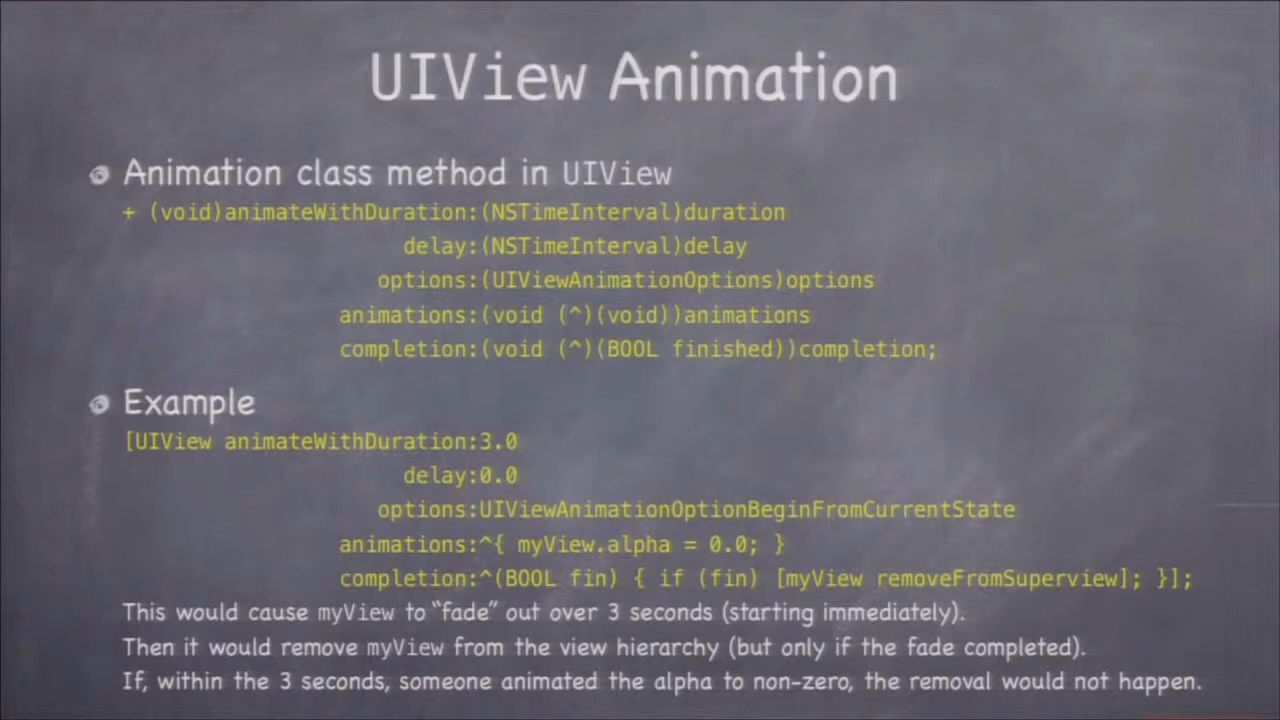 UIView Animation
Animation class method in UIView
+ (void)animateWithDuration:(NSTimeInterval)duration
delay:(NSTimeInterval)delay
options:(UIViewAnimationOptions)options
animations:(void (^)(void))animations
completion:(void (^)(BOOL finished))completion;
Example
[UIView animateWithDuration:3.0
delay:0.0
options:UIViewAnimationOptionBeginFromCurrentState
animations:^{ myView.alpha = 0.0; }
completion:^(BOOL fin) { if (fin) [myView removeFromSuperview]; }];
This would cause myView to “fade” out over 3 seconds (starting immediately).
Then it would remove myView from the view hierarchy (but only if the fade completed).
If, within the 3 seconds, someone animated the alpha to non-zero, the removal would not happen.